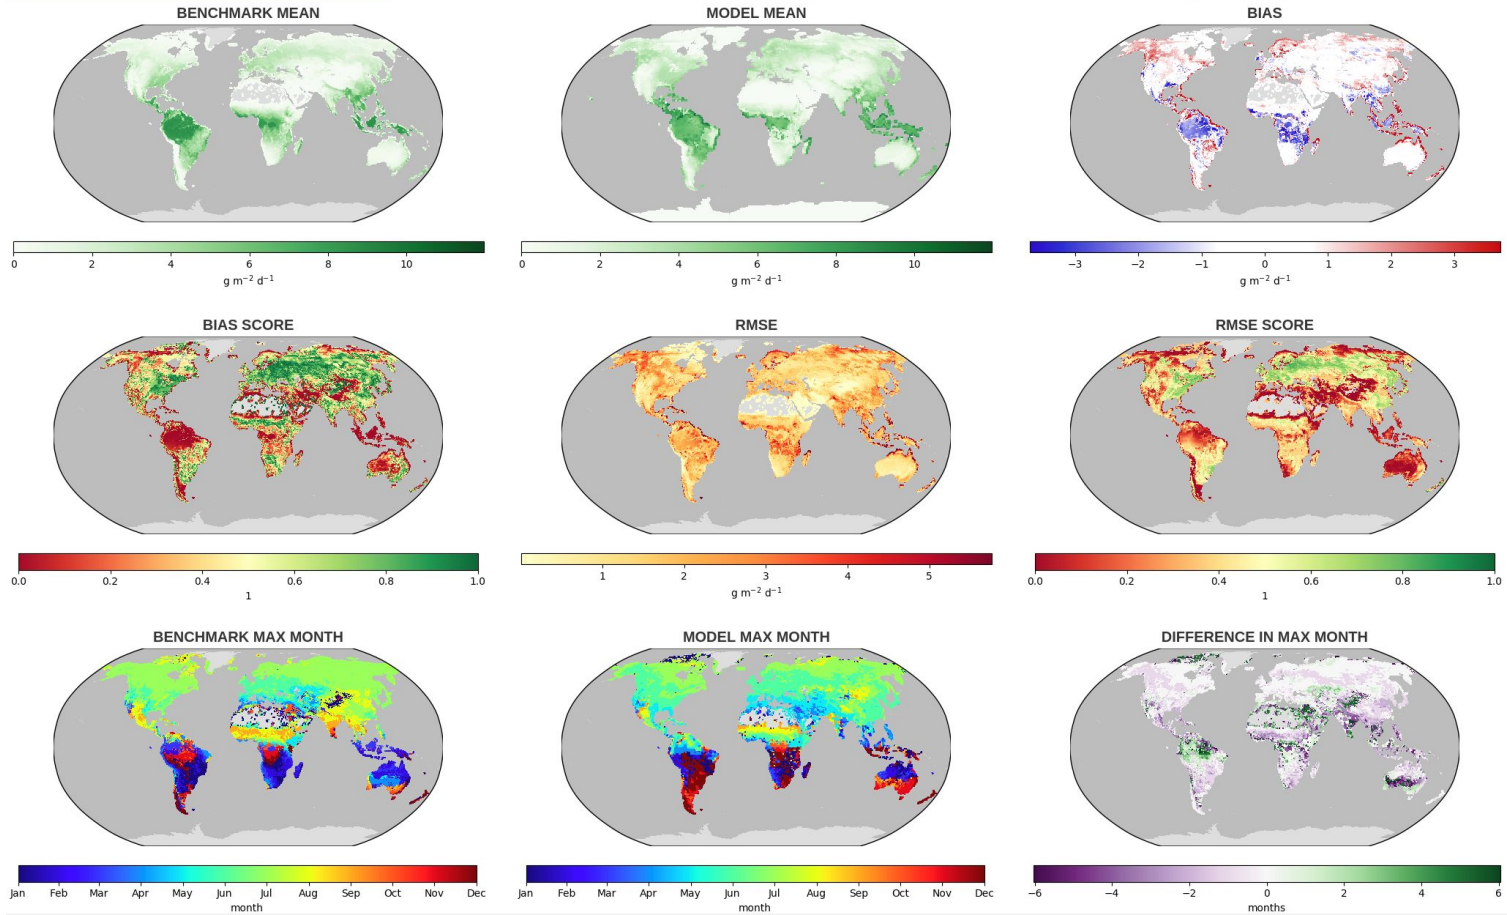 BENCHMARK MEAN
MODEL MEAN
BIAS
0 2 4 6 8 10
g m⁻² d⁻¹
0 2 4 6 8 10
g m⁻² d⁻¹
−3 −2 −1 0 1 2 3
g m⁻² d⁻¹
BIAS SCORE
RMSE
RMSE SCORE
0.0 0.2 0.4 0.6 0.8 1.0
1
1 2 3 4 5
g m⁻² d⁻¹
0.0 0.2 0.4 0.6 0.8 1.0
1
BENCHMARK MAX MONTH
MODEL MAX MONTH
DIFFERENCE IN MAX MONTH
Jan Feb Mar Apr May Jun Jul Aug Sep Oct Nov Dec
month
Jan Feb Mar Apr May Jun Jul Aug Sep Oct Nov Dec
month
−6 −4 −2 0 2 4 6
months